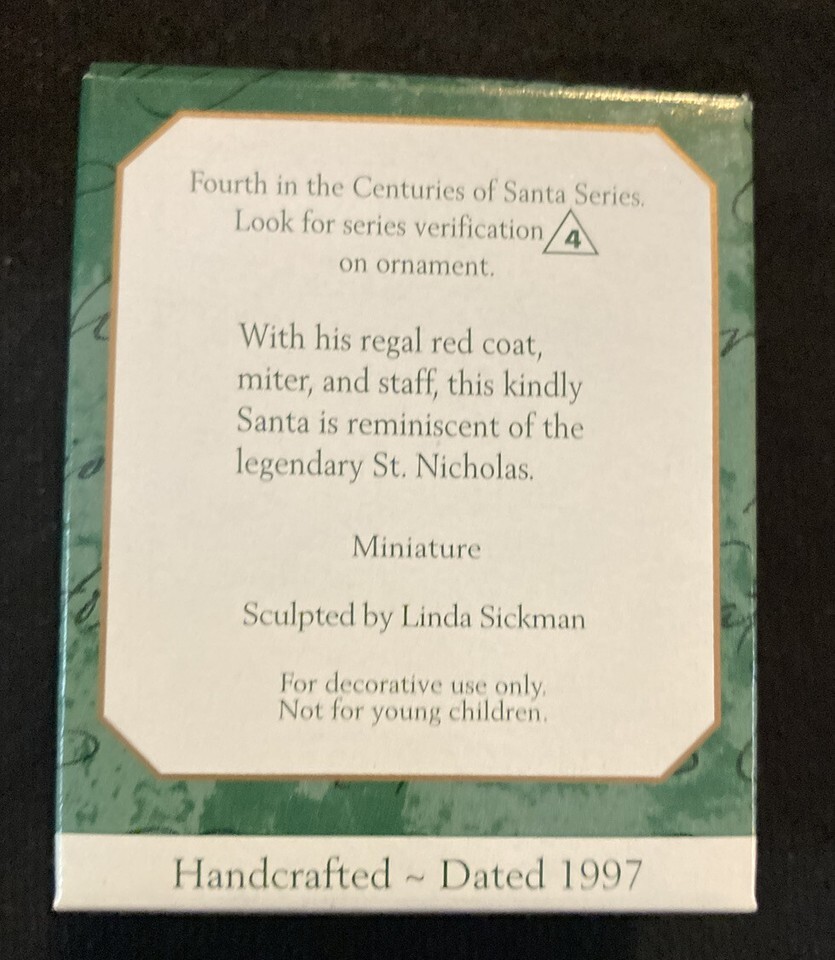 Fourth in the Centuries of Santa Series.
Look for series verification 4
on ornament.
With his regal red coat,
miter, and staff, this kindly
Santa is reminiscent of the
legendary St. Nicholas.
Miniature
Sculpted by Linda Sickman
For decorative use only.
Not for young children.
Handcrafted ~ Dated 1997